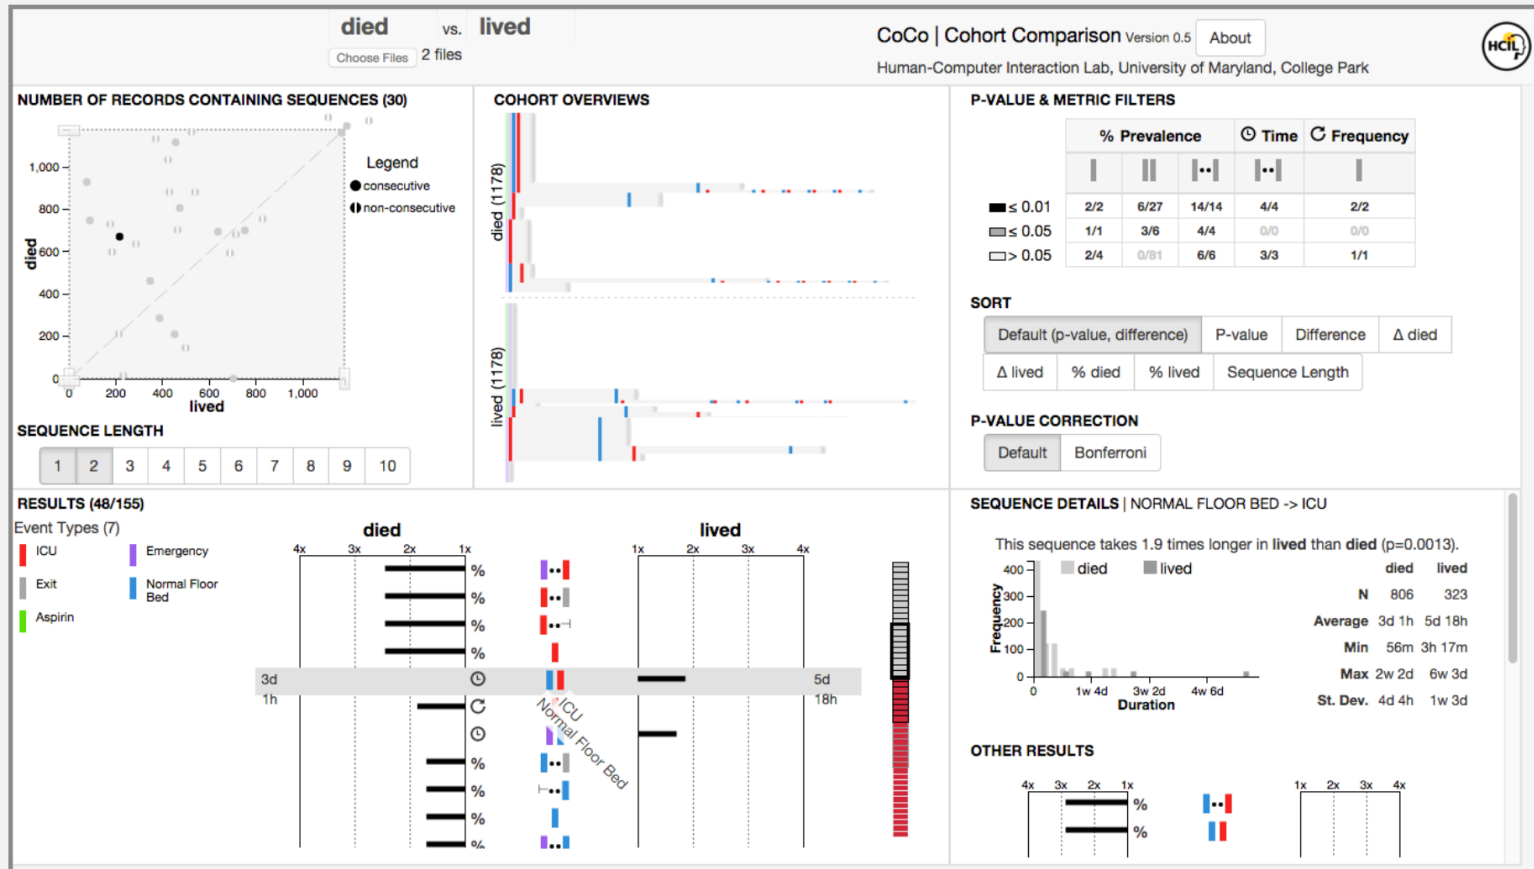 died vs. lived
Choose Files 2 files
CoCo | Cohort Comparison Version 0.5 About
Human-Computer Interaction Lab, University of Maryland, College Park
HCIL
NUMBER OF RECORDS CONTAINING SEQUENCES (30)
1,000
800
600
400
200
0
died
0 200 400 600 800 1,000
lived
Legend
consecutive
non-consecutive
SEQUENCE LENGTH
1 2 3 4 5 6 7 8 9 10
COHORT OVERVIEWS
died (1178)
lived (1178)
P-VALUE & METRIC FILTERS
% Prevalence Time Frequency
≤ 0.01 2/2 6/27 14/14 4/4 2/2
≤ 0.05 1/1 3/6 4/4 0/0 0/0
> 0.05 2/4 0/81 6/6 3/3 1/1
SORT
Default (p-value, difference) P-value Difference Δ died
Δ lived % died % lived Sequence Length
P-VALUE CORRECTION
Default Bonferroni
RESULTS (48/155)
Event Types (7)
ICU Emergency
Exit Normal Floor
Bed
Aspirin
died lived
4x 3x 2x 1x 1x 2x 3x 4x
%
%
%
%
3d 5d
1h 18h
ICU
Normal Floor Bed
%
%
%
%
SEQUENCE DETAILS | NORMAL FLOOR BED -> ICU
This sequence takes 1.9 times longer in lived than died (p=0.0013).
died lived
400
300
200
100
0
Frequency
0 1w 4d 3w 2d 4w 6d
Duration
died lived
N 806 323
Average 3d 1h 5d 18h
Min 56m 3h 17m
Max 2w 2d 6w 3d
St. Dev. 4d 4h 1w 3d
OTHER RESULTS
4x 3x 2x 1x 1x 2x 3x 4x
%
%